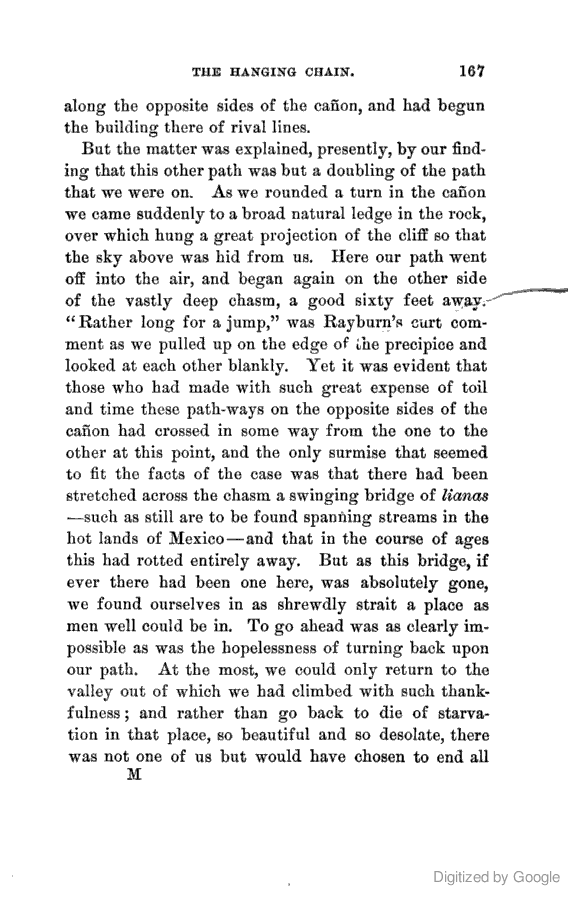 THE HANGING CHAIN. 167
along the opposite sides of the cañon, and had begun
the building there of rival lines.
But the matter was explained, presently, by our find-
ing that this other path was but a doubling of the path
that we were on. As we rounded a turn in the cañon
we came suddenly to a broad natural ledge in the rock,
over which hung a great projection of the cliff so that
the sky above was hid from us. Here our path went
off into the air, and began again on the other side
of the vastly deep chasm, a good sixty feet away.
“Rather long for a jump,” was Rayburn’s curt com-
ment as we pulled up on the edge of the precipice and
looked at each other blankly. Yet it was evident that
those who had made with such great expense of toil
and time these path-ways on the opposite sides of the
cañon had crossed in some way from the one to the
other at this point, and the only surmise that seemed
to fit the facts of the case was that there had been
stretched across the chasm a swinging bridge of lianas
—such as still are to be found spanning streams in the
hot lands of Mexico—and that in the course of ages
this had rotted entirely away. But as this bridge, if
ever there had been one here, was absolutely gone,
we found ourselves in as shrewdly strait a place as
men well could be in. To go ahead was as clearly im-
possible as was the hopelessness of turning back upon
our path. At the most, we could only return to the
valley out of which we had climbed with such thank-
fulness; and rather than go back to die of starva-
tion in that place, so beautiful and so desolate, there
was not one of us but would have chosen to end all
M
Digitized by Google